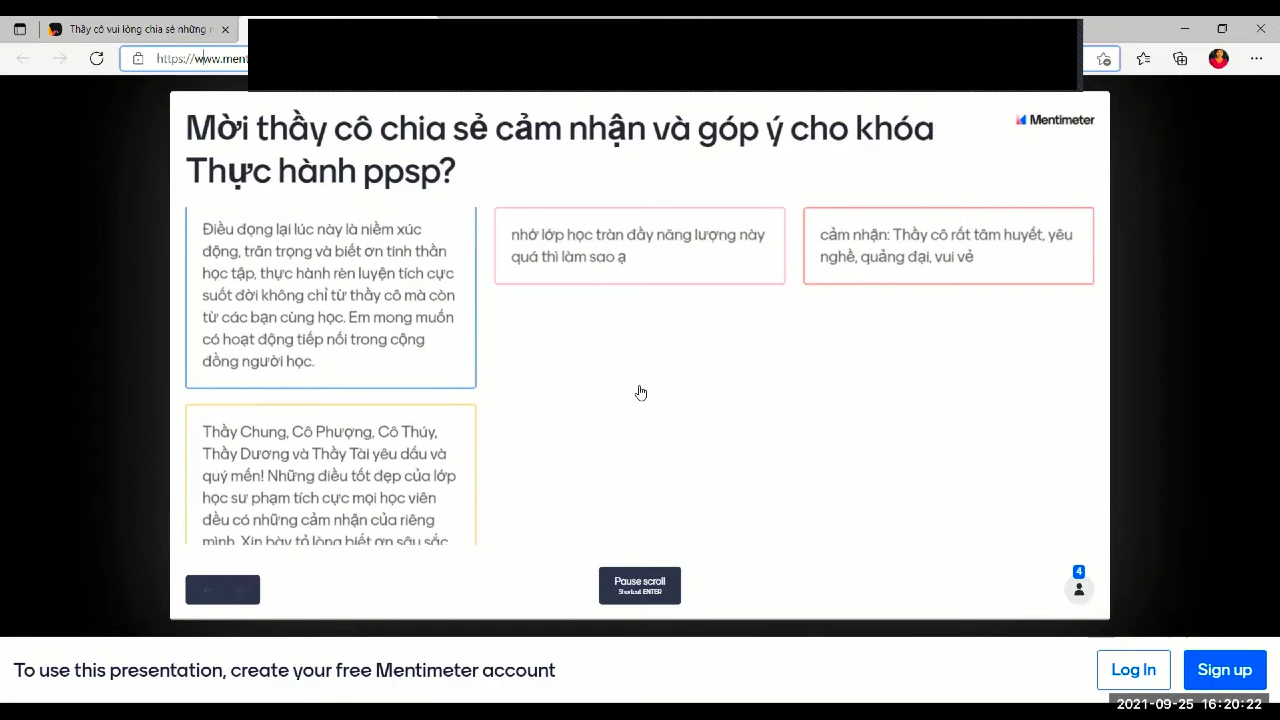 Thầy cô vui lòng chia sẻ những
https://www.ment
Mời thầy cô chia sẻ cảm nhận và góp ý cho khóa
Thực hành ppsp?
Mentimeter
Điều đọng lại lúc này là niềm xúc
động, trân trọng và biết ơn tinh thần
học tập, thực hành rèn luyện tích cực
suốt đời không chỉ từ thầy cô mà còn
từ các bạn cùng học. Em mong muốn
có hoạt động tiếp nối trong cộng
đồng người học.
Thầy Chung, Cô Phượng, Cô Thúy,
Thầy Dương và Thầy Tài yêu dấu và
quý mến! Những điều tốt đẹp của lớp
học sư phạm tích cực mọi học viên
đều có những cảm nhận của riêng
mình. Xin bày tỏ lòng biết ơn sâu sắc
nhớ lớp học tràn đầy năng lượng này
quá thì làm sao ạ
cảm nhận: Thầy cô rất tâm huyết, yêu
nghề, quảng đại, vui vẻ
Pause scroll
Shortcut ENTER
4
To use this presentation, create your free Mentimeter account
Log In
Sign up
2021-09-25 16:20:22